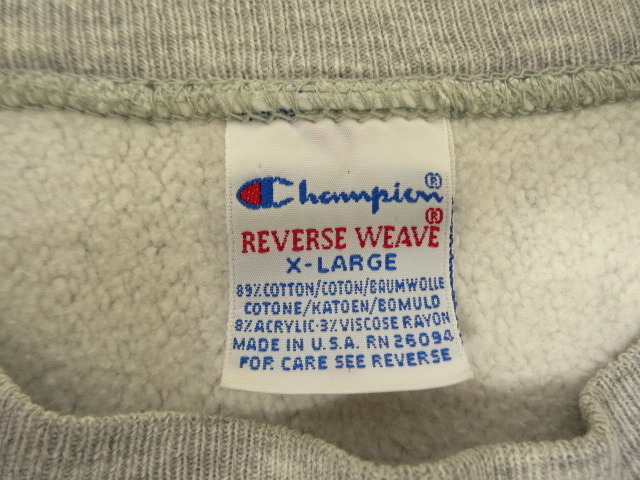 Champion®
REVERSE WEAVE®
X-LARGE
89% COTTON/COTON/BAUMWOLLE
COTONE/KATOEN/BOMULD
8% ACRYLIC-3% VISCOSE RAYON
MADE IN U.S.A. RN 26094
FOR CARE SEE REVERSE